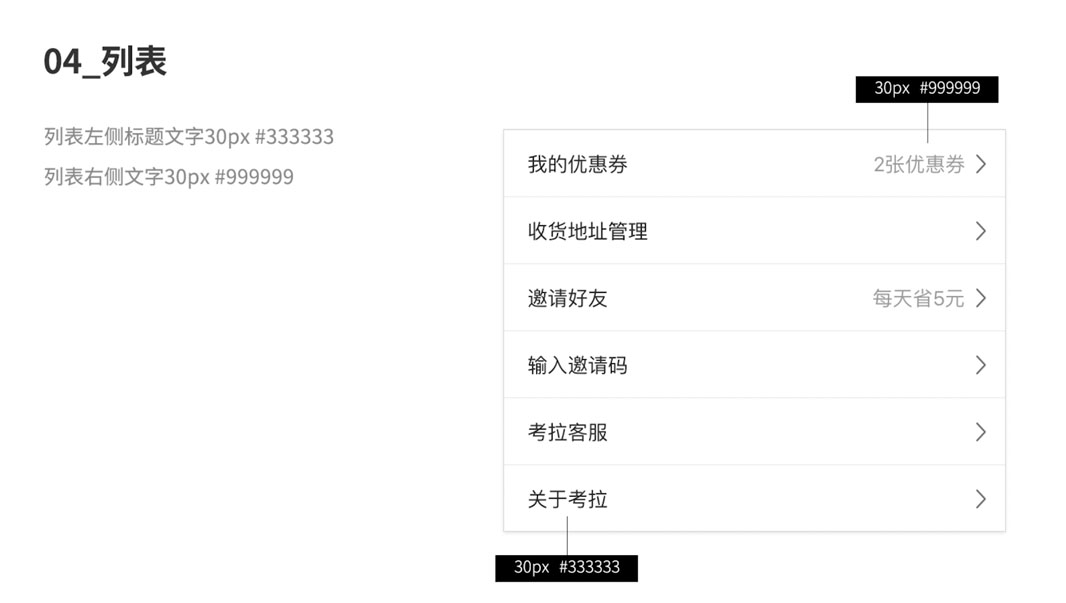 04_列表
列表左侧标题文字30px #333333
列表右侧文字30px #999999
30px #999999
我的优惠券 2张优惠券
收货地址管理
邀请好友 每天省5元
输入邀请码
考拉客服
关于考拉
30px #333333